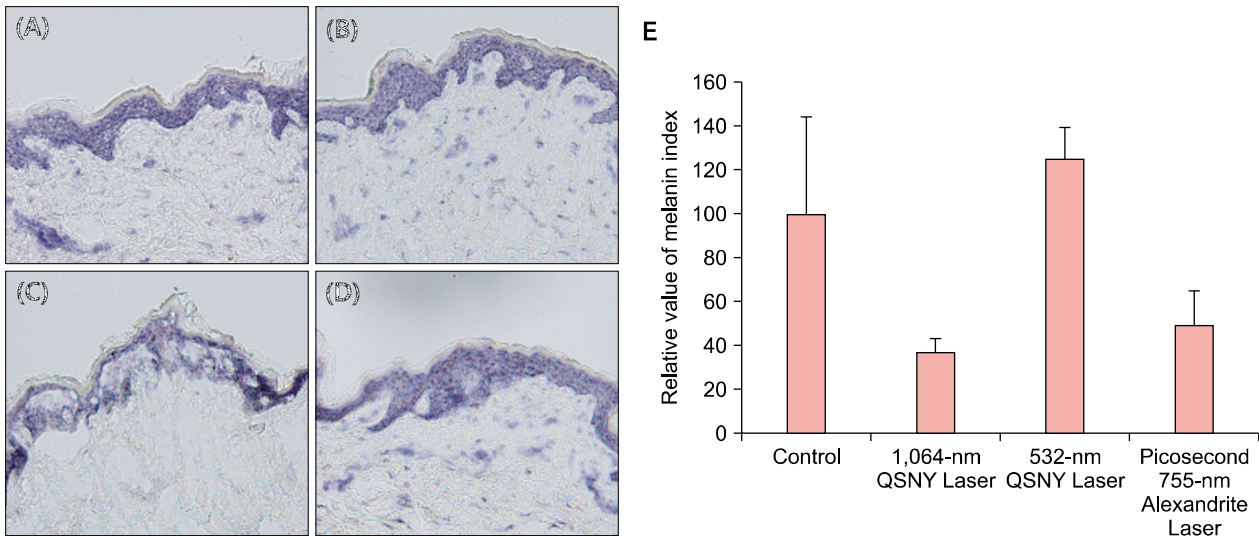 (A)
(B)
(C)
(D)
E
Relative value of melanin index
160
140
120
100
80
60
40
20
0
Control
1,064-nm
QSNY Laser
532-nm
QSNY Laser
Picosecond
755-nm
Alexandrite
Laser